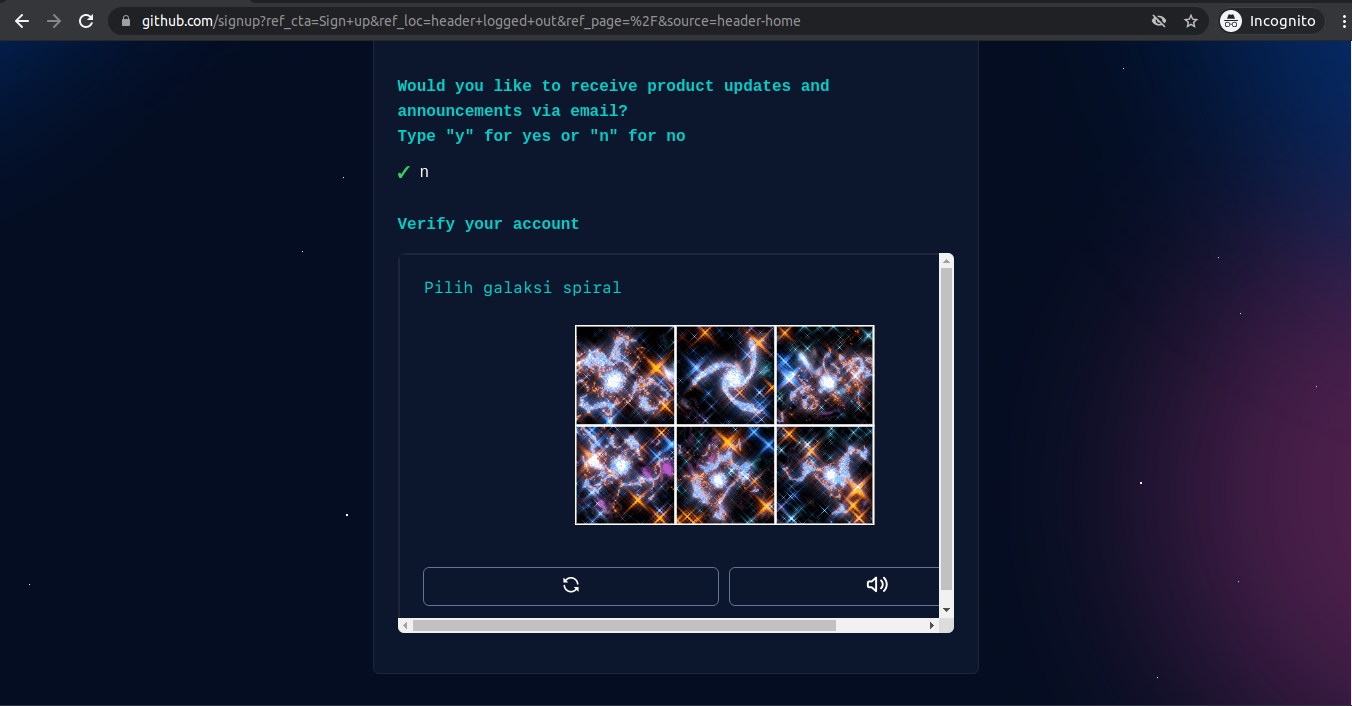 github.com/signup?ref_cta=Sign+up&ref_loc=header+logged+out&ref_page=%2F&source=header-home
Incognito
Would you like to receive product updates and
announcements via email?
Type "y" for yes or "n" for no
✓ n
Verify your account
Pilih galaksi spiral